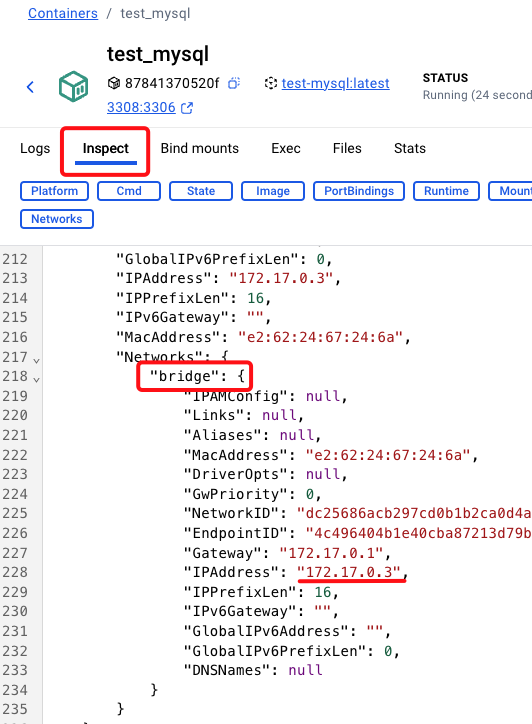 Containers / test_mysql
test_mysql
87841370520f test-mysql:latest
3308:3306
STATUS
Running (24 second
Logs Inspect Bind mounts Exec Files Stats
Platform Cmd State Image PortBindings Runtime Mount
Networks
212 "GlobalIPv6PrefixLen": 0,
213 "IPAddress": "172.17.0.3",
214 "IPPrefixLen": 16,
215 "IPv6Gateway": "",
216 "MacAddress": "e2:62:24:67:24:6a",
217 "Networks": {
218 "bridge": {
219 "IPAMConfig": null,
220 "Links": null,
221 "Aliases": null,
222 "MacAddress": "e2:62:24:67:24:6a",
223 "DriverOpts": null,
224 "GwPriority": 0,
225 "NetworkID": "dc25686acb297cd0b1b2ca0d4a
226 "EndpointID": "4c496404b1e40cba87213d79b
227 "Gateway": "172.17.0.1",
228 "IPAddress": "172.17.0.3",
229 "IPPrefixLen": 16,
230 "IPv6Gateway": "",
231 "GlobalIPv6Address": "",
232 "GlobalIPv6PrefixLen": 0,
233 "DNSNames": null
234 }
235 }